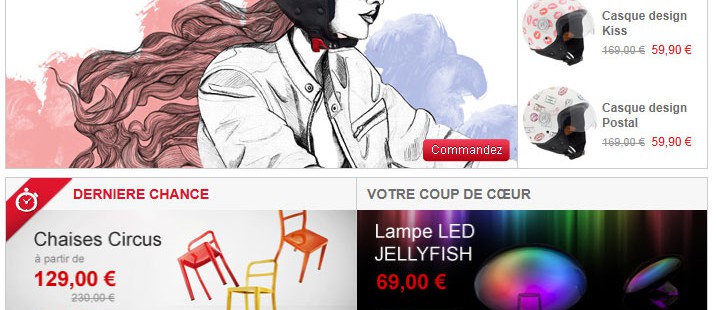 Casque design
Kiss
169,00 € 59,90 €
Casque design
Postal
169,00 € 59,90 €
Commandez
DERNIERE CHANCE
VOTRE COUP DE CŒUR
Chaises Circus
à partir de
129,00 €
230,00 €
Lampe LED
JELLYFISH
69,00 €